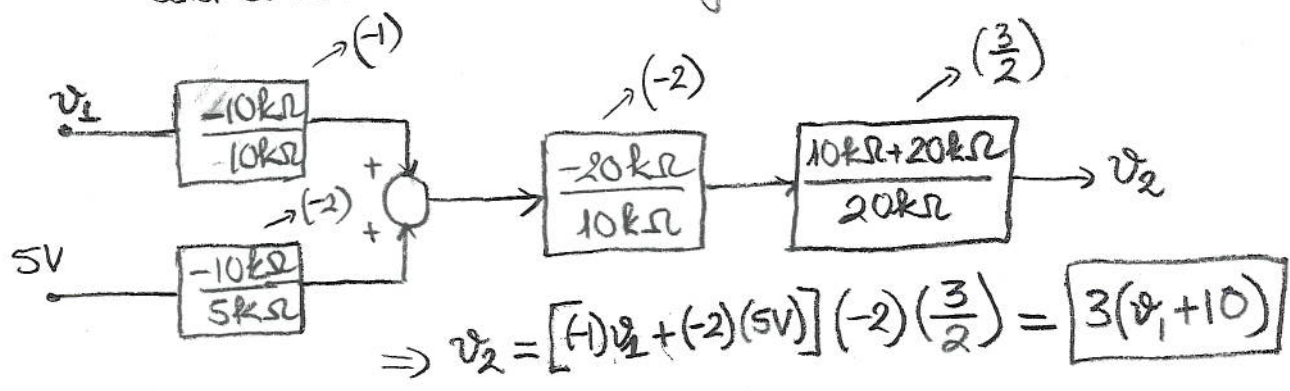 (-1)
v₁
-10kΩ
-10kΩ
+
(-2)
+
5V
-10kΩ
5kΩ
(-2)
-20kΩ
10kΩ
(3/2)
10kΩ+20kΩ
20kΩ
v₂
⇒ v₂ = [(-1)v₁ + (-2)(5V)](-2)(3/2) = 3(v₁+10)